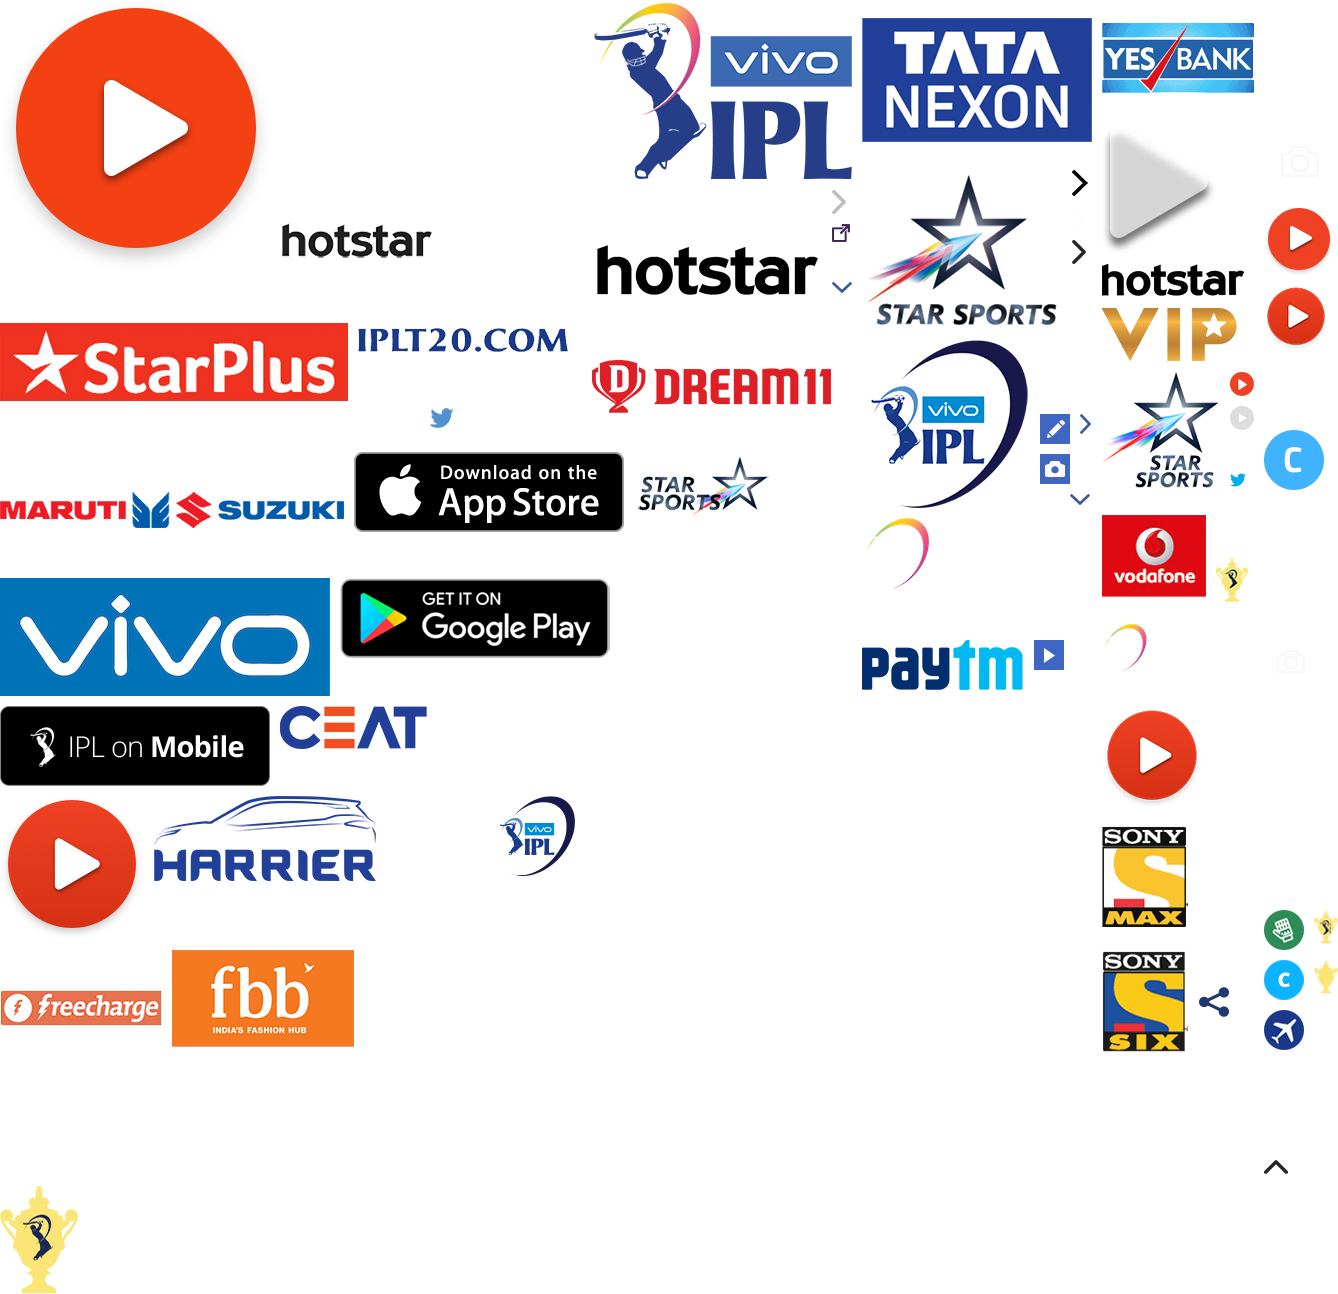 vivo
IPL
TATA
NEXON
YES BANK
hotstar
hotstar
STAR SPORTS
hotstar
VIP
StarPlus
IPLT20.COM
D DREAM11
vivo
IPL
STAR
SPORTS
C
Download on the
App Store
STAR
SPORTS
MARUTI SUZUKI
vodafone
vivo
GET IT ON
Google Play
paytm
IPL on Mobile
CEAT
HARRIER
vivo
IPL
SONY
S
MAX
freecharge
fbb
INDIA'S FASHION HUB
SONY
S
SIX
C